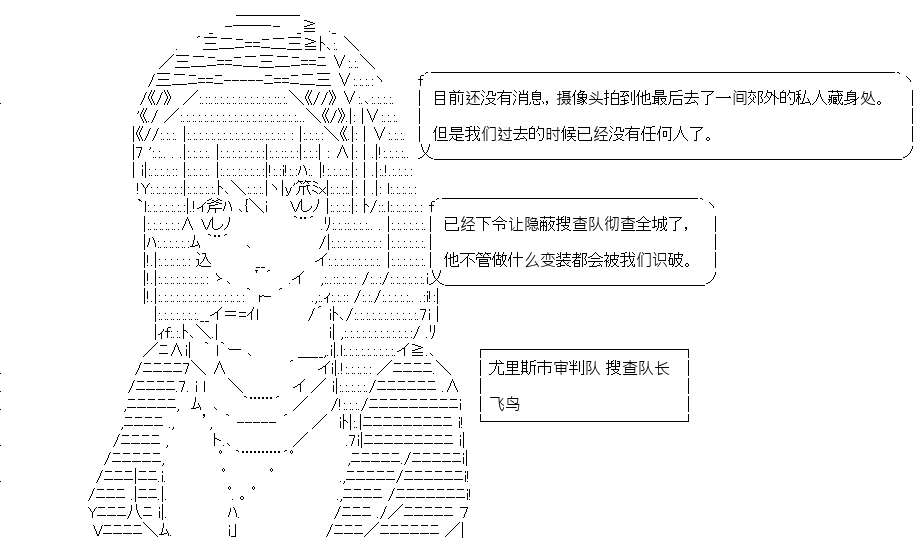 目前还没有消息，摄像头拍到他最后去了一间郊外的私人藏身处。
但是我们过去的时候已经没有任何人了。
已经下令让隐蔽搜查队彻查全城了，
他不管做什么变装都会被我们识破。
尤里斯市审判队 搜查队长
飞鸟